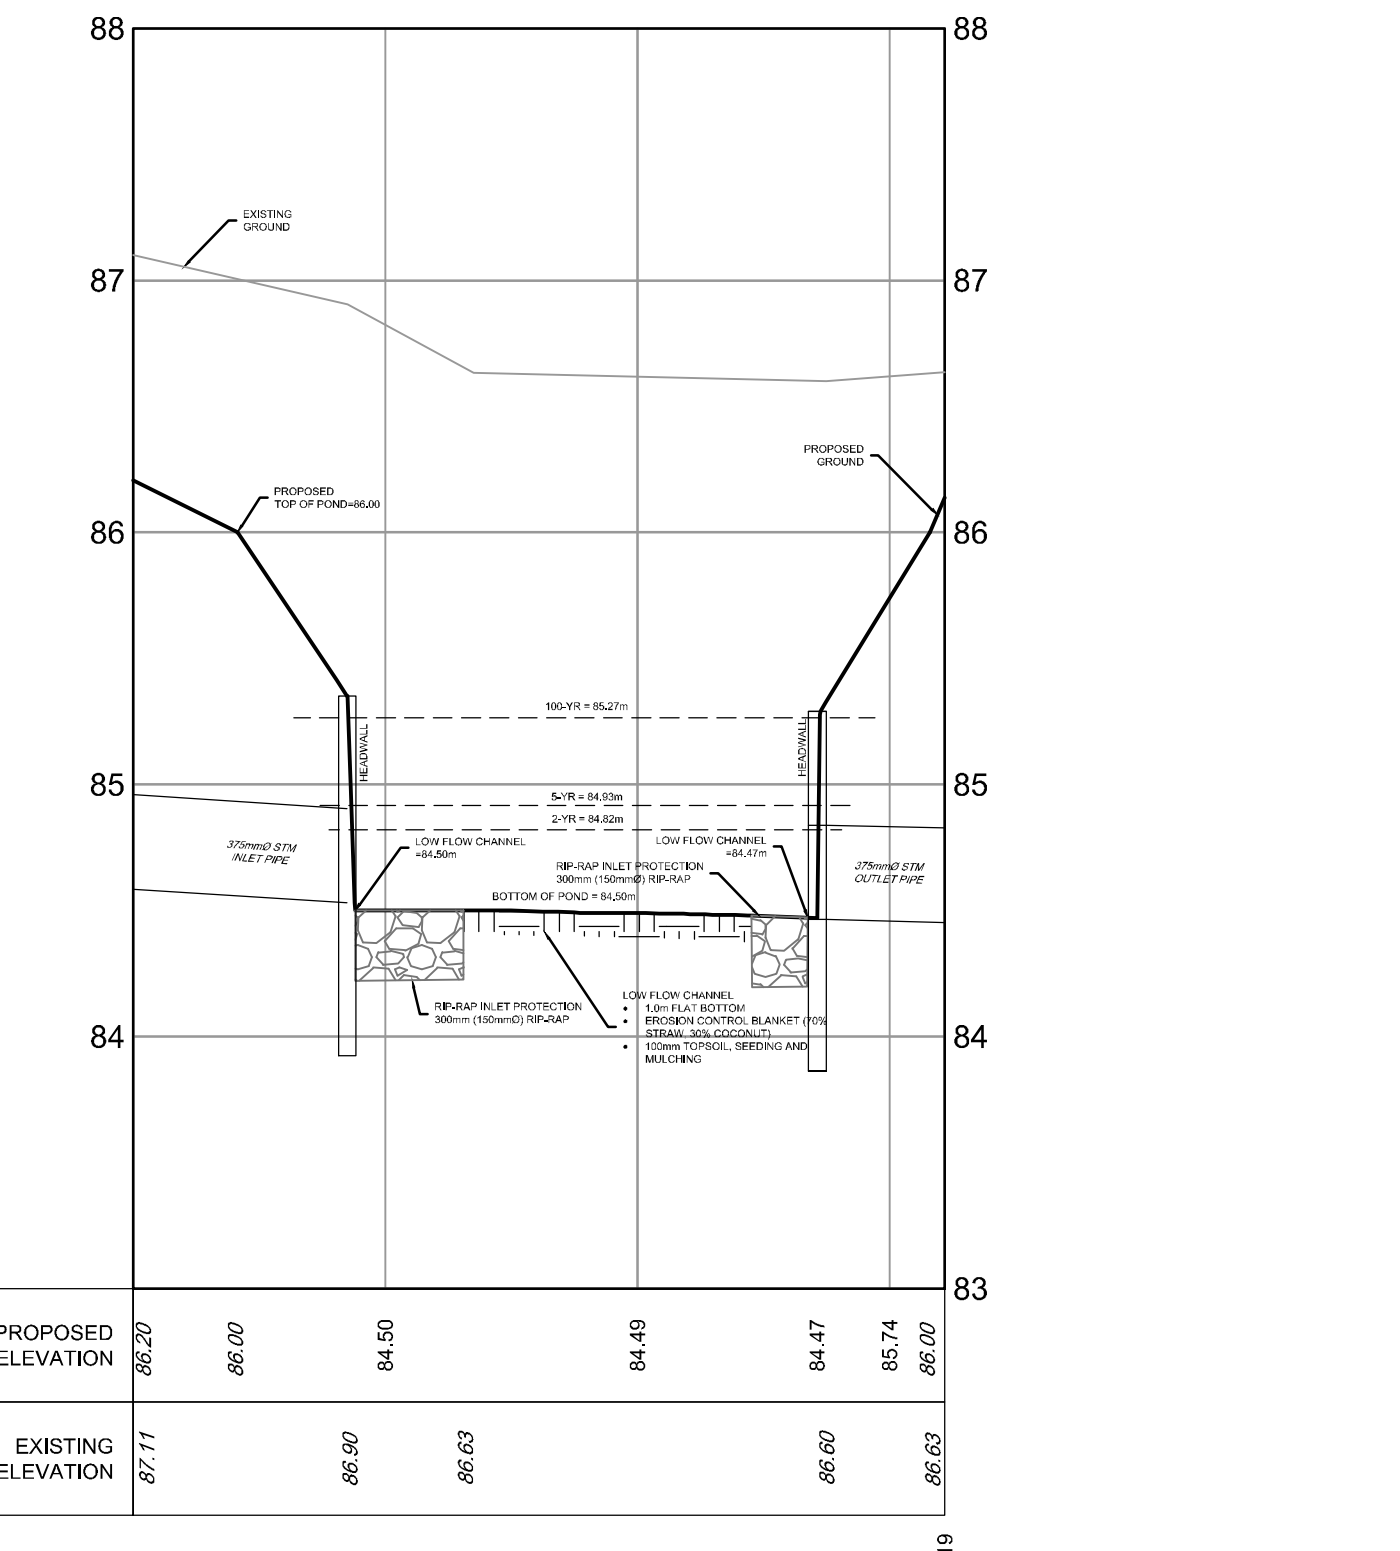 88
88
EXISTING
GROUND
87
87
PROPOSED
GROUND
PROPOSED
TOP OF POND=86.00
86
86
100-YR = 85.27m
HEADWALL
HEADWALL
85
85
5-YR = 84.93m
2-YR = 84.82m
375mmØ STM
INLET PIPE
LOW FLOW CHANNEL
=84.50m
LOW FLOW CHANNEL
=84.47m
RIP-RAP INLET PROTECTION
300mm (150mmØ) RIP-RAP
375mmØ STM
OUTLET PIPE
BOTTOM OF POND = 84.50m
RIP-RAP INLET PROTECTION
300mm (150mmØ) RIP-RAP
LOW FLOW CHANNEL
• 1.0m FLAT BOTTOM
• EROSION CONTROL BLANKET (70%
STRAW, 30% COCONUT)
• 100mm TOPSOIL, SEEDING AND
MULCHING
84
84
83
PROPOSED
ELEVATION
86.20
86.00
84.50
84.49
84.47
85.74
86.00
EXISTING
ELEVATION
87.11
86.90
86.63
86.60
86.63
19